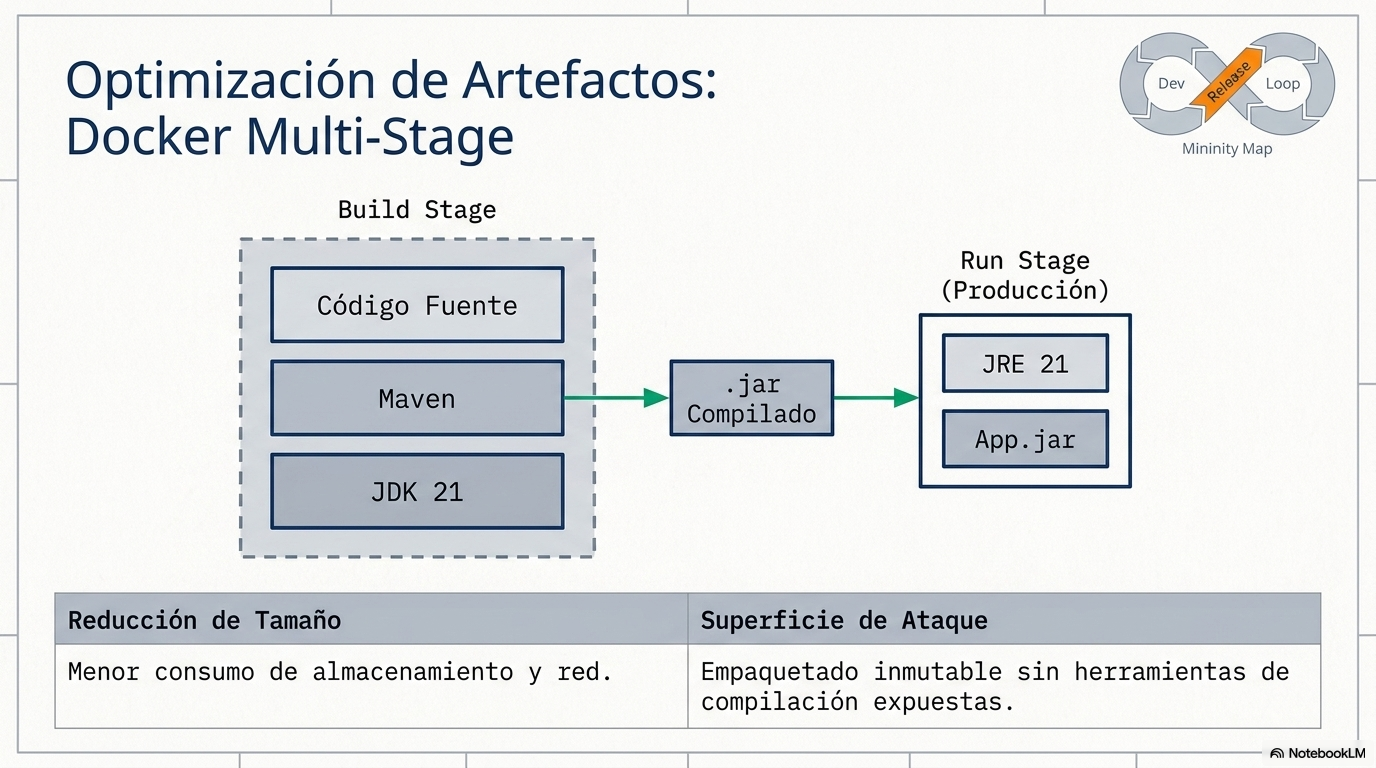 Optimización de Artefactos:
Docker Multi-Stage
Dev
Release
Loop
Mininity Map
Build Stage
Código Fuente
Maven
JDK 21
.jar
Compilado
Run Stage
(Producción)
JRE 21
App.jar
Reducción de Tamaño
Superficie de Ataque
Menor consumo de almacenamiento y red.
Empaquetado inmutable sin herramientas de
compilación expuestas.
NotebookLM